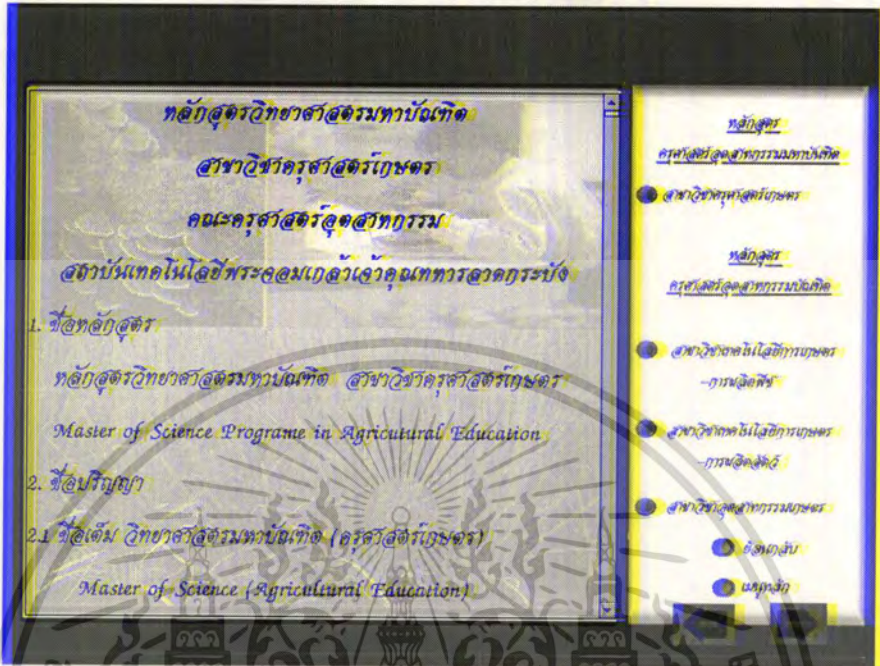 หลักสูตรวิทยาศาสตรมหาบัณฑิต
สาขาวิชาครุศาสตร์เกษตร
คณะครุศาสตร์อุตสาหกรรม
สถาบันเทคโนโลยีพระจอมเกล้าเจ้าคุณทหารลาดกระบัง
1. ชื่อหลักสูตร
หลักสูตรวิทยาศาสตรมหาบัณฑิต สาขาวิชาครุศาสตร์เกษตร
Master of Science Programe in Agricutural Education
2. ชื่อปริญญา
2.1 ชื่อเต็ม วิทยาศาสตรมหาบัณฑิต (ครุศาสตร์เกษตร)
Master of Science (Agricultural Education)
หลักสูตร
ครุศาสตร์อุตสาหกรรมมหาบัณฑิต
สาขาวิชาครุศาสตร์เกษตร
หลักสูตร
ครุศาสตร์อุตสาหกรรมบัณฑิต
สาขาวิชาเทคโนโลยีการเกษตร
-การผลิตพืช
สาขาวิชาเทคโนโลยีการเกษตร
-การผลิตสัตว์
สาขาวิชาอุตสาหกรรมเกษตร
ย้อนกลับ
เมนูหลัก